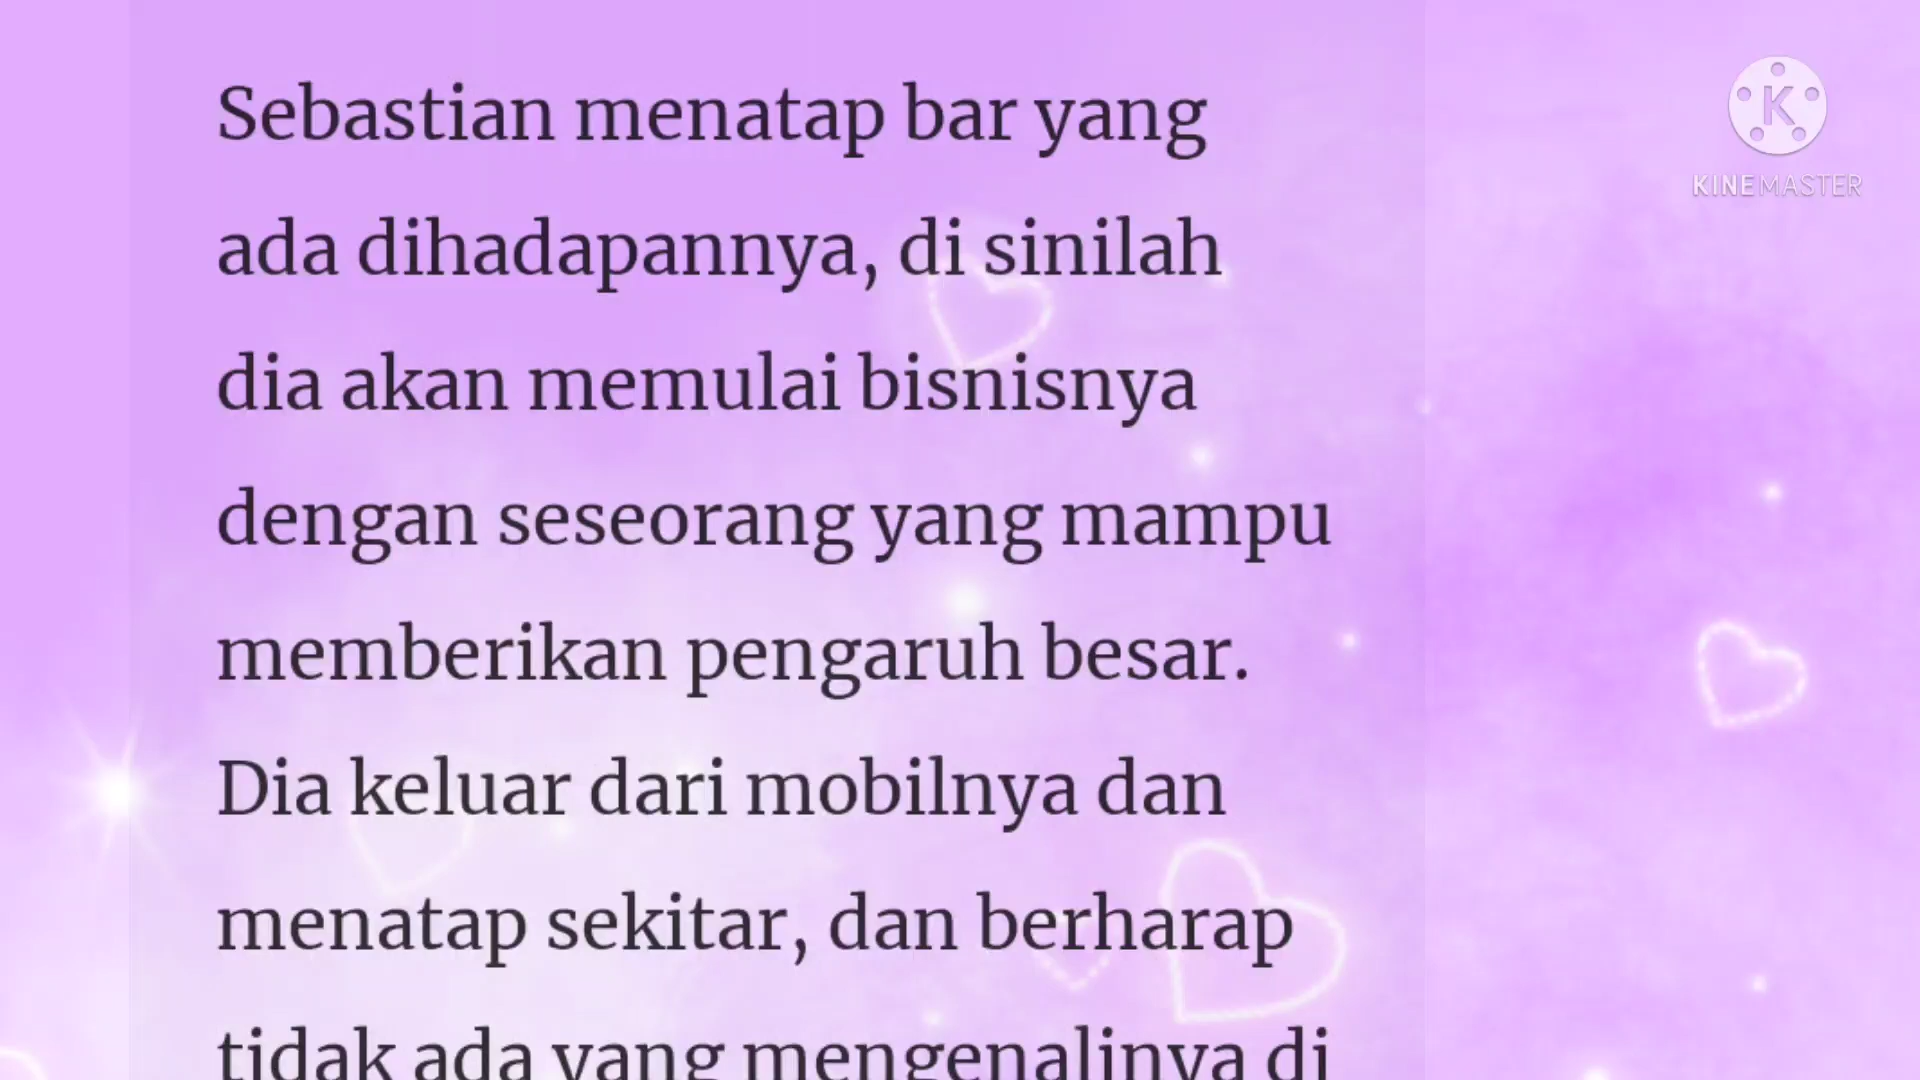 Sebastian menatap bar yang
ada dihadapannya, di sinilah
dia akan memulai bisnisnya
dengan seseorang yang mampu
memberikan pengaruh besar.
Dia keluar dari mobilnya dan
menatap sekitar, dan berharap
tidak ada yang mengenalinya di
K
KINEMASTER